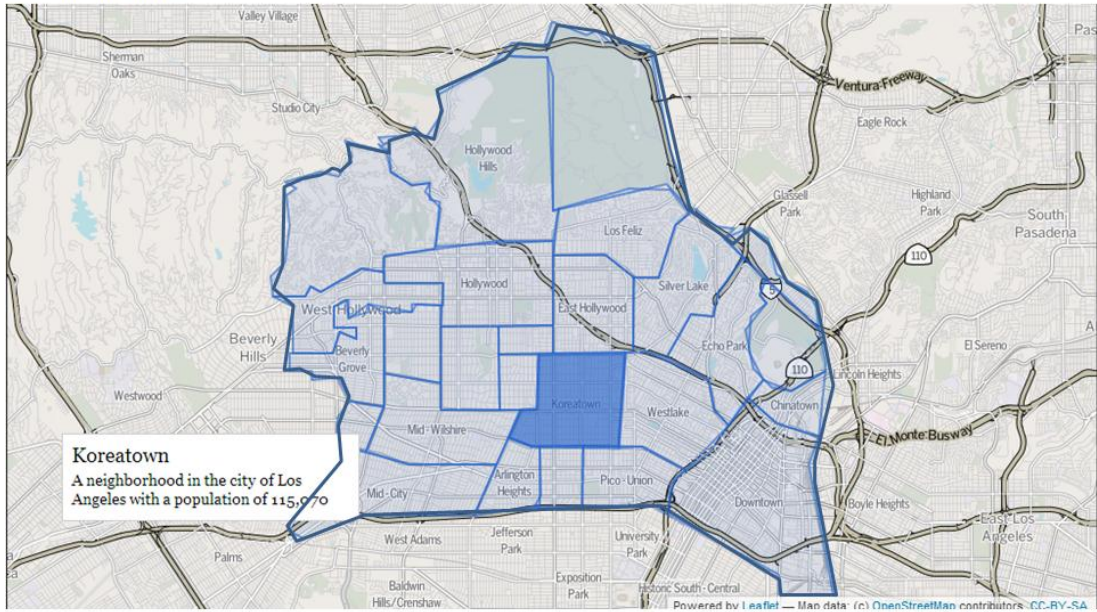 Valley Village
Sherman
Oaks
Pas
Studio City
Ventura-Freeway
Eagle Rock
Hollywood
Hills
Glassell
Park
Highland
Park
South
Pasadena
Los Feliz
110
Hollywood
Silver Lake
5
West Hollywood
East Hollywood
Beverly
Hills
Beverly
Grove
Echo Park
El Sereno
A
110
Lincoln Heights
Westwood
Koreatown
Westlake
Chinatown
Mid - Wilshire
El Monte Busway
Koreatown
A neighborhood in the city of Los
Angeles with a population of 115,070
Arlington
Heights
Pico - Union
Mid - City
Downtown
Boyle Heights
East Los
Angeles
West Adams
Jefferson
Park
University
Park
Palms
ca
Exposition
Park
Baldwin
Hills/Crenshaw
Historic South - Central
Powered by Leaflet — Map data: (c) OpenStreetMap contributors, CC-BY-SA